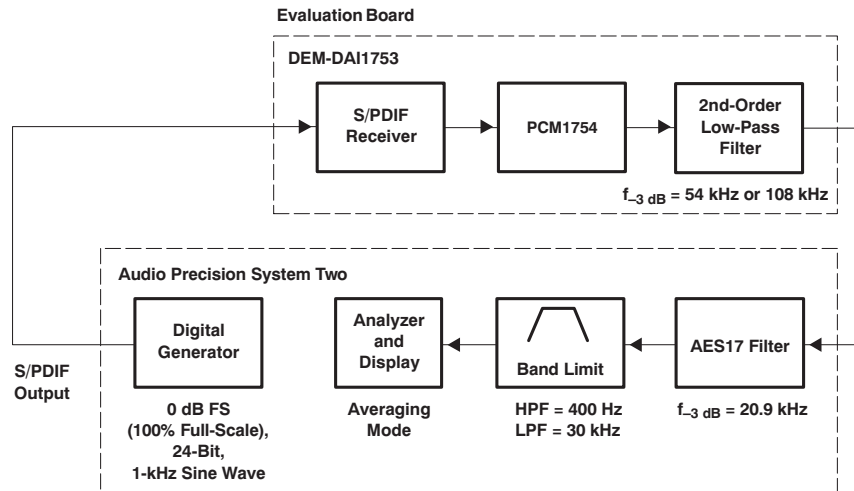 Evaluation Board
DEM-DAI1753
S/PDIF
Receiver
PCM1754
2nd-Order
Low-Pass
Filter
f–3 dB = 54 kHz or 108 kHz
Audio Precision System Two
Digital
Generator
Analyzer
and
Display
Band Limit
AES17 Filter
S/PDIF
Output
0 dB FS
(100% Full-Scale),
24-Bit,
1-kHz Sine Wave
Averaging
Mode
HPF = 400 Hz
LPF = 30 kHz
f–3 dB = 20.9 kHz